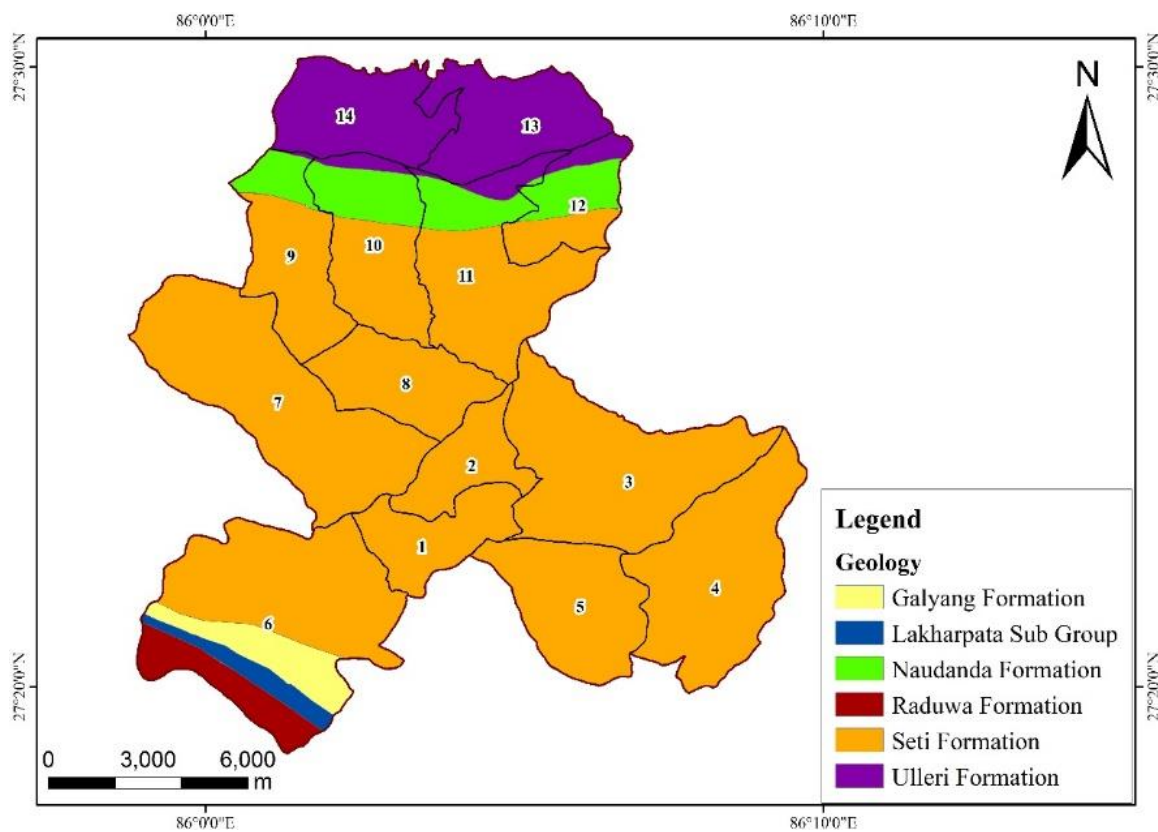 86°0'0"E 86°10'0"E
27°30'0"N 27°30'0"N
N
14
13
12
10
9
11
8
7
2
3
1
4
5
6
Legend
Geology
Galyang Formation
Lakharpata Sub Group
Naudanda Formation
Raduwa Formation
Seti Formation
Ulleri Formation
27°20'0"N 27°20'0"N
0 3,000 6,000
m
86°0'0"E 86°10'0"E